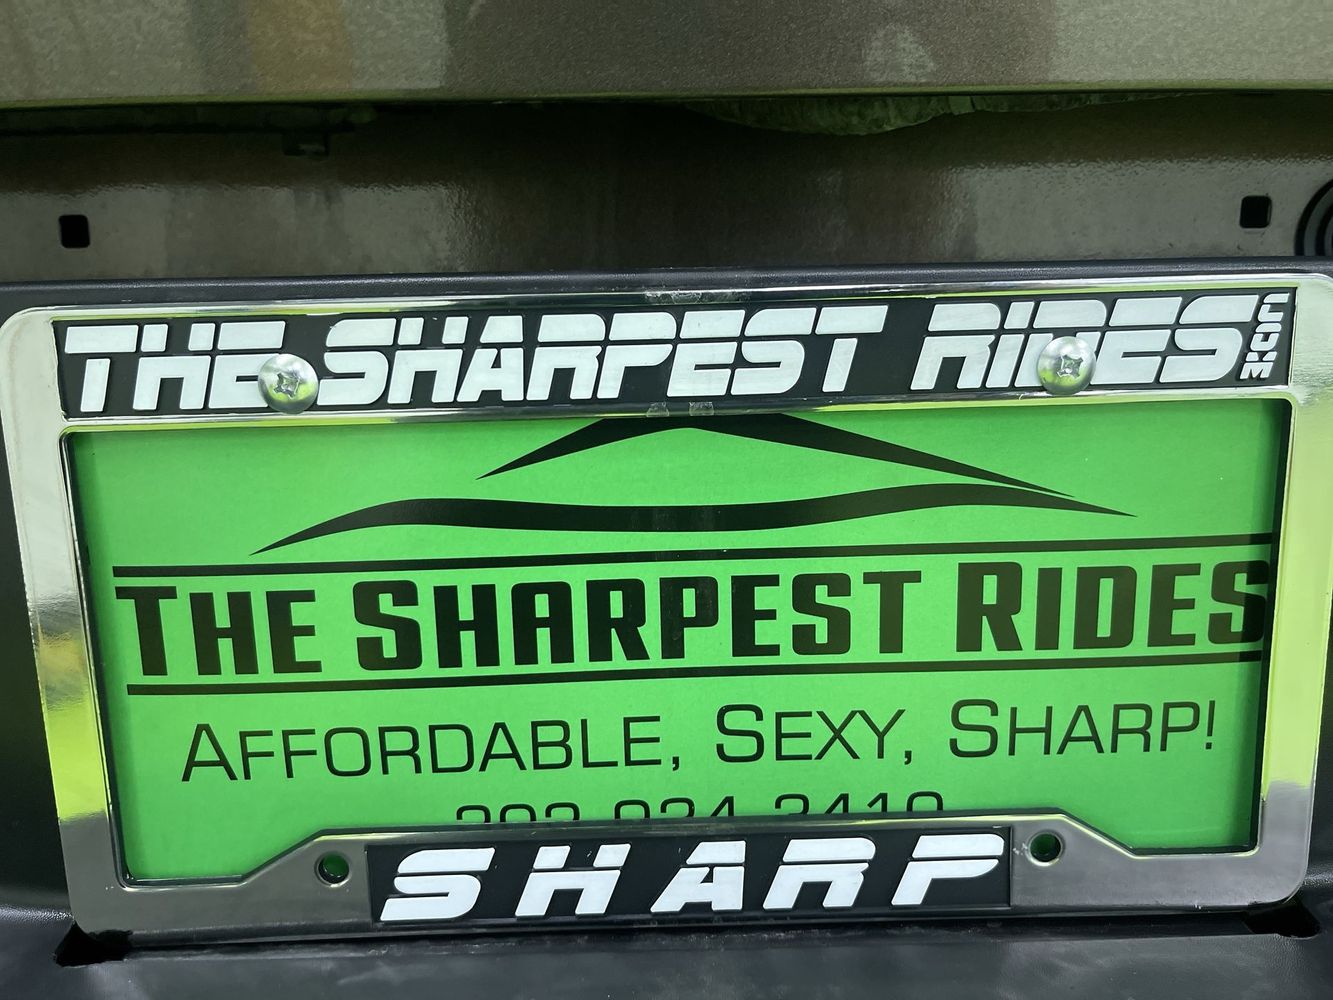 THE SHARPEST RIDES.COM
THE SHARPEST RIDES
AFFORDABLE, SEXY, SHARP!
SHARP